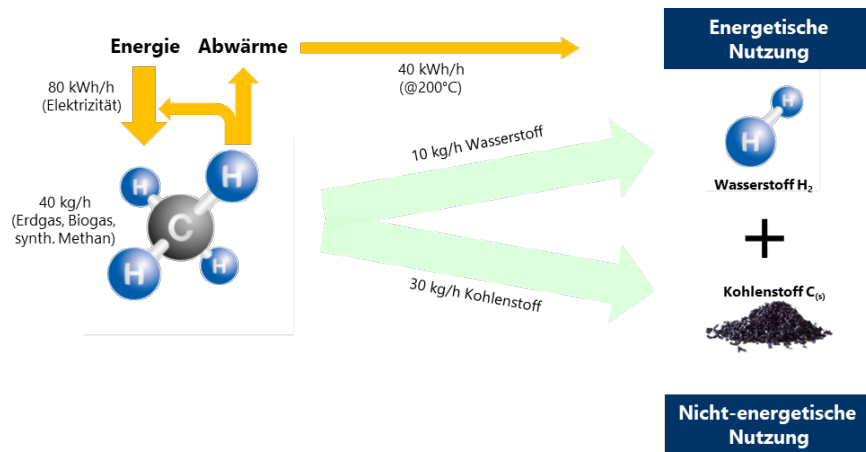 Energie Abwärme
80 kWh/h
(Elektrizität)
40 kWh/h
(@200°C)
Energetische
Nutzung
H
H
Wasserstoff H₂
40 kg/h
(Erdgas, Biogas,
synth. Methan)
H
H
C
H
H
10 kg/h Wasserstoff
30 kg/h Kohlenstoff
+
Kohlenstoff C₍s₎
Nicht-energetische
Nutzung